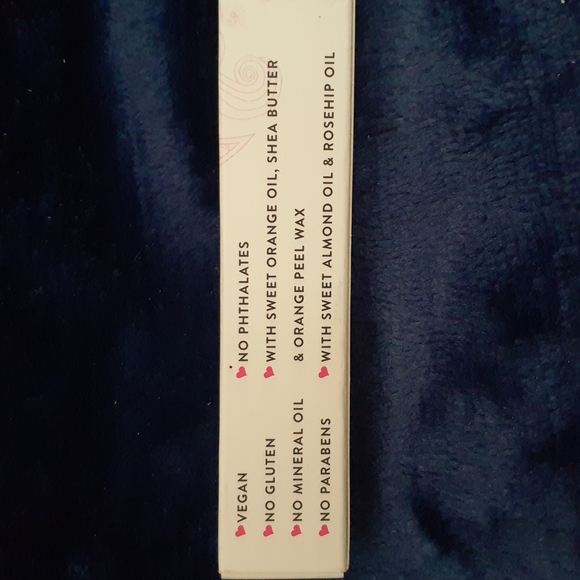 VEGAN
NO GLUTEN
NO MINERAL OIL
NO PARABENS
NO PHTHALATES
WITH SWEET ORANGE OIL, SHEA BUTTER
& ORANGE PEEL WAX
WITH SWEET ALMOND OIL & ROSEHIP OIL